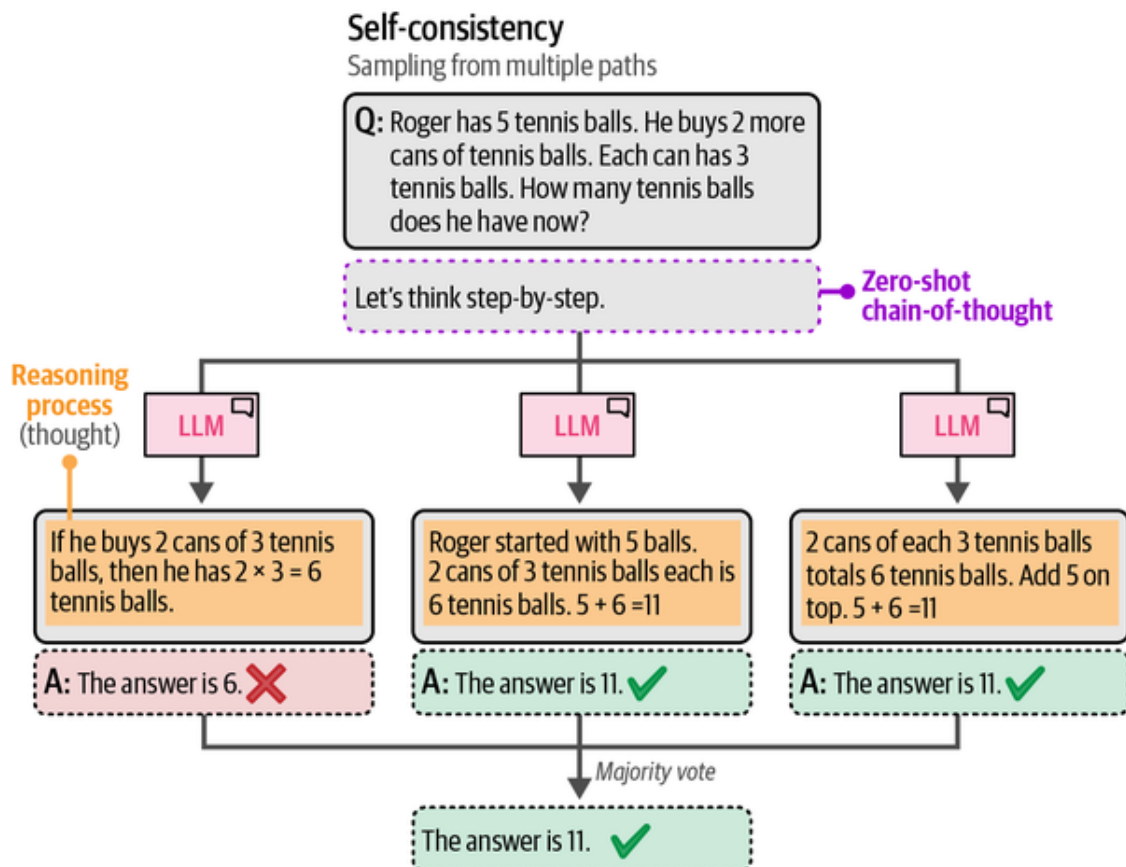 Self-consistency
Sampling from multiple paths
Q: Roger has 5 tennis balls. He buys 2 more
cans of tennis balls. Each can has 3
tennis balls. How many tennis balls
does he have now?
Let's think step-by-step.
Zero-shot
chain-of-thought
Reasoning
process
(thought)
LLM
LLM
LLM
If he buys 2 cans of 3 tennis
balls, then he has 2 × 3 = 6
tennis balls.
Roger started with 5 balls.
2 cans of 3 tennis balls each is
6 tennis balls. 5 + 6 =11
2 cans of each 3 tennis balls
totals 6 tennis balls. Add 5 on
top. 5 + 6 =11
A: The answer is 6.
A: The answer is 11.
A: The answer is 11.
Majority vote
The answer is 11.